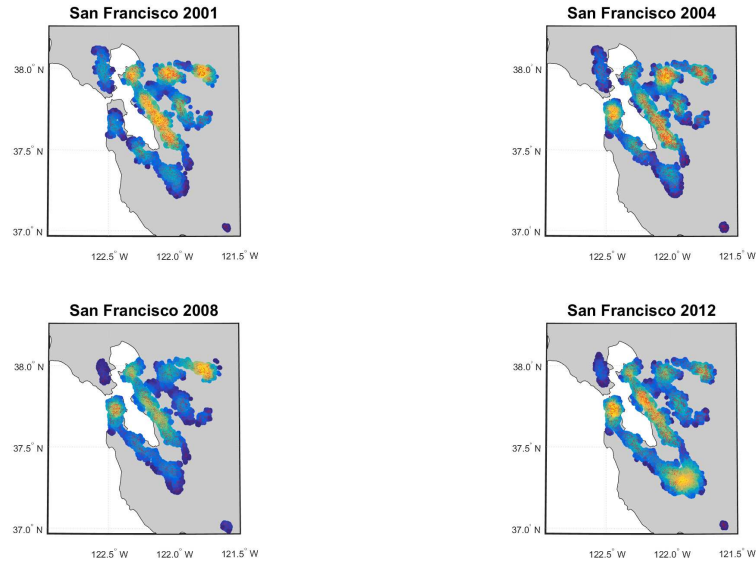 San Francisco 2001
38.0° N
37.5° N
37.0° N
122.5° W 122.0° W 121.5° W
San Francisco 2004
38.0° N
37.5° N
37.0° N
122.5° W 122.0° W 121.5° W
San Francisco 2008
38.0° N
37.5° N
37.0° N
122.5° W 122.0° W 121.5° W
San Francisco 2012
38.0° N
37.5° N
37.0° N
122.5° W 122.0° W 121.5° W